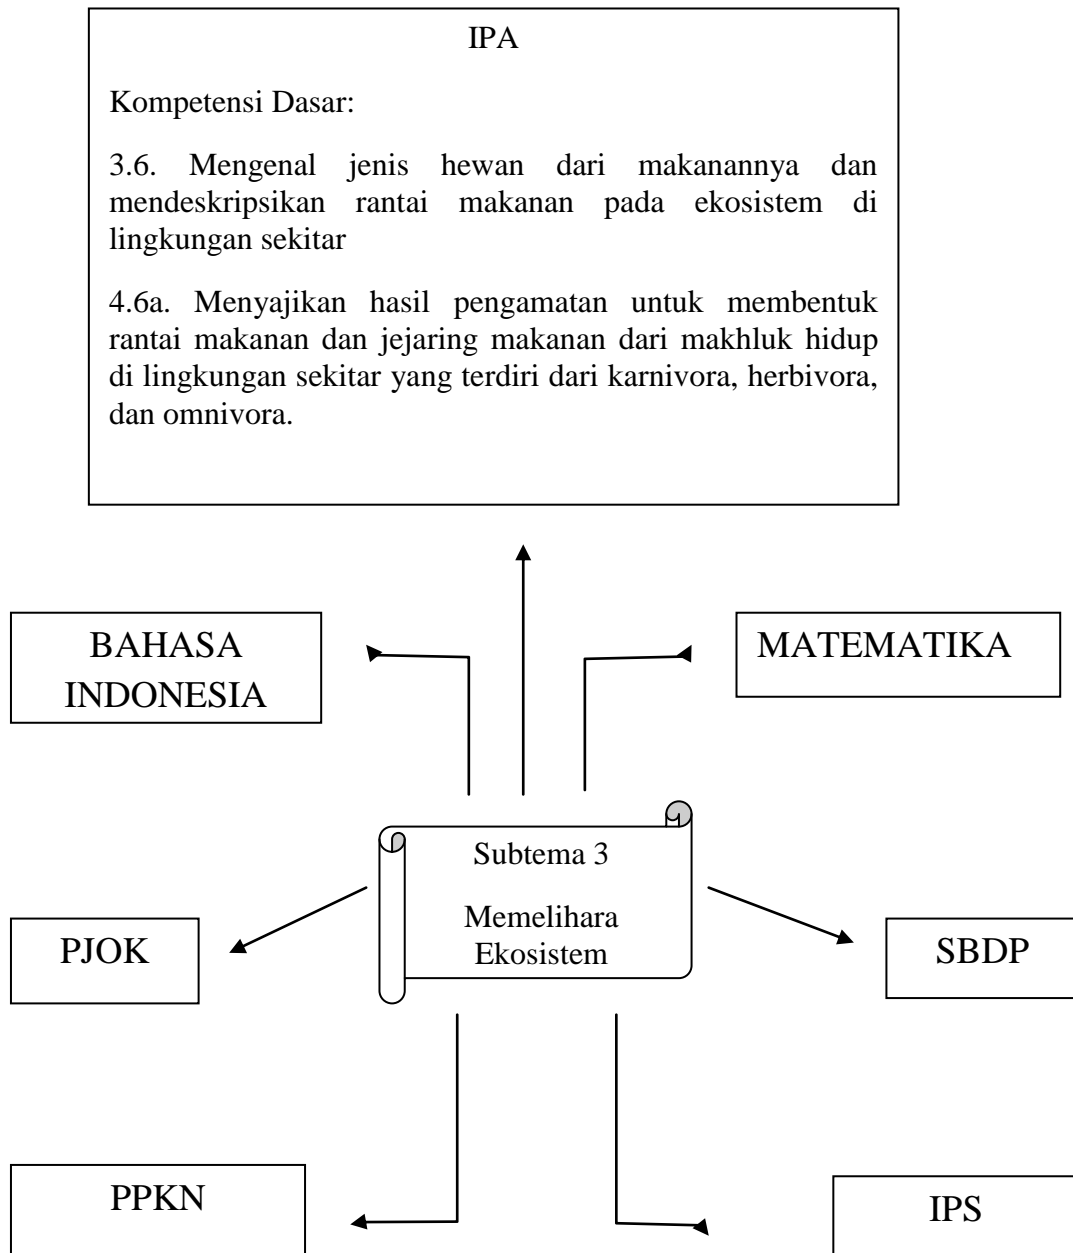 IPA
Kompetensi Dasar:
3.6. Mengenal jenis hewan dari makanannya dan
mendeskripsikan rantai makanan pada ekosistem di
lingkungan sekitar
4.6a. Menyajikan hasil pengamatan untuk membentuk
rantai makanan dan jejaring makanan dari makhluk hidup
di lingkungan sekitar yang terdiri dari karnivora, herbivora,
dan omnivora.
BAHASA
INDONESIA
MATEMATIKA
Subtema 3
Memelihara
Ekosistem
PJOK
SBDP
PPKN
IPS